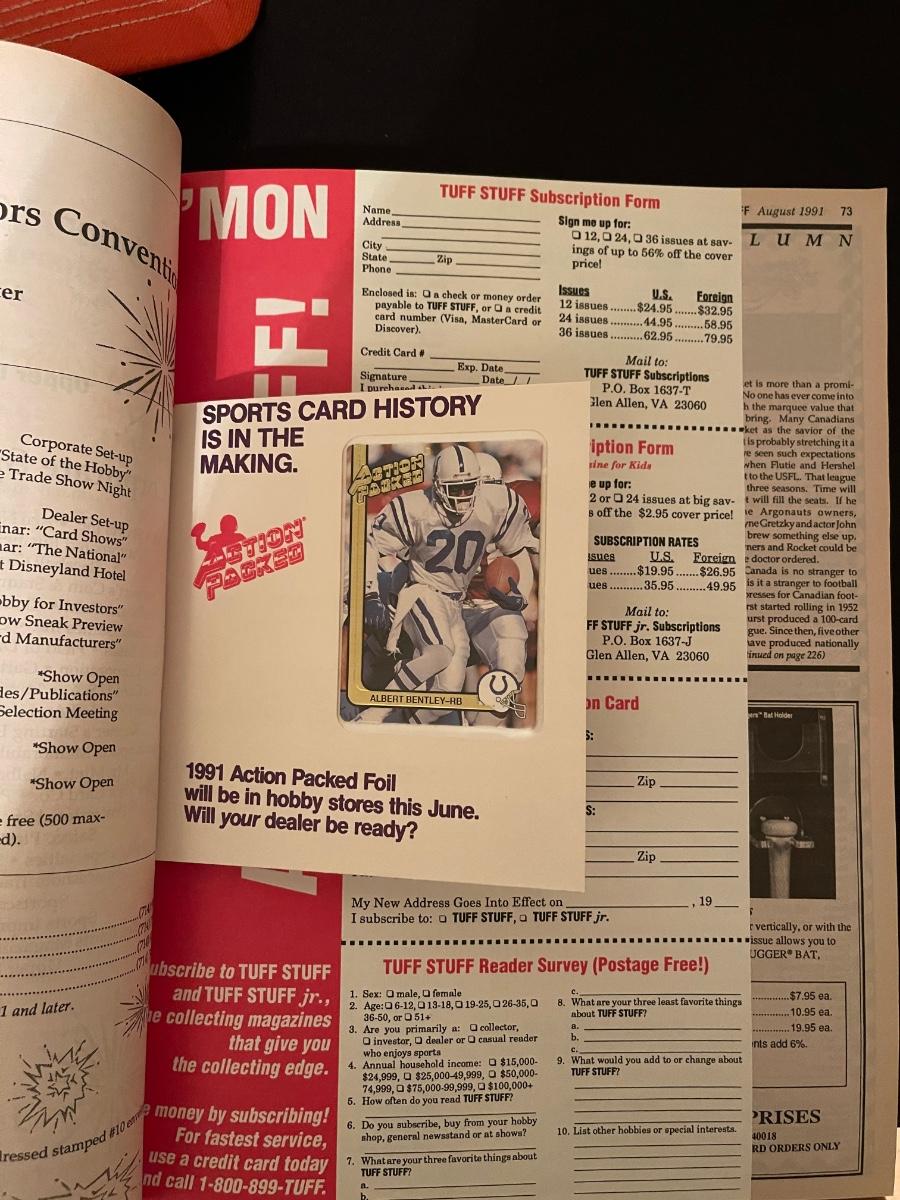 ors Convention
ter
Corporate Set-up
"State of the Hobby"
e Trade Show Night
Dealer Set-up
inar: "Card Shows"
nar: "The National"
t Disneyland Hotel
obby for Investors"
ow Sneak Preview
d Manufacturers"
*Show Open
des/Publications"
Selection Meeting
*Show Open
*Show Open
e free (500 max-
d).
1 and later.
dressed stamped #10 env
'MON
FF!
ubscribe to TUFF STUFF
and TUFF STUFF jr.,
he collecting magazines
that give you
the collecting edge.
e money by subscribing!
For fastest service,
use a credit card today
nd call 1-800-899-TUFF.
TUFF STUFF Subscription Form
Name
Address
City
State Zip
Phone
Enclosed is: ❏ a check or money order
payable to TUFF STUFF, or ❏ a credit
card number (Visa, MasterCard or
Discover).
Credit Card #
Exp. Date
Signature Date / /
I purchased this
Sign me up for:
❏ 12, ❏ 24, ❏ 36 issues at sav-
ings of up to 56% off the cover
price!
Issues U.S. Foreign
12 issues ......$24.95 ......$32.95
24 issues ..........44.95 ......58.95
36 issues ..........62.95 ......79.95
Mail to:
TUFF STUFF Subscriptions
P.O. Box 1637-T
Glen Allen, VA 23060
SPORTS CARD HISTORY
IS IN THE
MAKING.
ACTION
PACKED
ACTION
PACKED
20
ALBERT BENTLEY–RB
1991 Action Packed Foil
will be in hobby stores this June.
Will your dealer be ready?
ription Form
zine for Kids
e up for:
2 or ❏ 24 issues at big sav-
s off the $2.95 cover price!
SUBSCRIPTION RATES
ssues U.S. Foreign
ues ........$19.95 ......$26.95
ues ..........35.95 ........49.95
Mail to:
FF STUFF jr. Subscriptions
P.O. Box 1637-J
Glen Allen, VA 23060
on Card
S:
Zip
S:
Zip
My New Address Goes Into Effect on , 19
I subscribe to: ❏ TUFF STUFF, ❏ TUFF STUFF jr.
TUFF STUFF Reader Survey (Postage Free!)
1. Sex: ❏ male, ❏ female
2. Age: ❏ 6-12, ❏ 13-18, ❏ 19-25, ❏ 26-35, ❏
36-50, or ❏ 51+
3. Are you primarily a: ❏ collector,
❏ investor, ❏ dealer or ❏ casual reader
who enjoys sports
4. Annual household income: ❏ $15,000-
$24,999, ❏ $25,000-49,999, ❏ $50,000-
74,999, ❏ $75,000-99,999, ❏ $100,000+
5. How often do you read TUFF STUFF?
6. Do you subscribe, buy from your hobby
shop, general newsstand or at shows?
7. What are your three favorite things about
TUFF STUFF?
a.
b.
c.
8. What are your three least favorite things
about TUFF STUFF?
a.
b.
c.
9. What would you add to or change about
TUFF STUFF?
10. List other hobbies or special interests.
F August 1991 73
LUMN
et is more than a promi-
No one has ever come into
h the marquee value that
bring. Many Canadians
ket as the savior of the
t is probably stretching it a
ve seen such expectations
when Flutie and Hershel
t to the USFL. That league
three seasons. Time will
t will fill the seats. If he
he Argonauts owners,
yne Gretzky and actor John
brew something else up.
ners and Rocket could be
e doctor ordered.
Canada is no stranger to
is it a stranger to football
presses for Canadian foot-
rst started rolling in 1952
urst produced a 100-card
gue. Since then, five other
have produced nationally
inued on page 226)
gers™ Bat Holder
r vertically, or with the
issue allows you to
UGGER® BAT,
...............$7.95 ea.
...............10.95 ea.
...............19.95 ea.
nts add 6%.
PRISES
40018
RD ORDERS ONLY